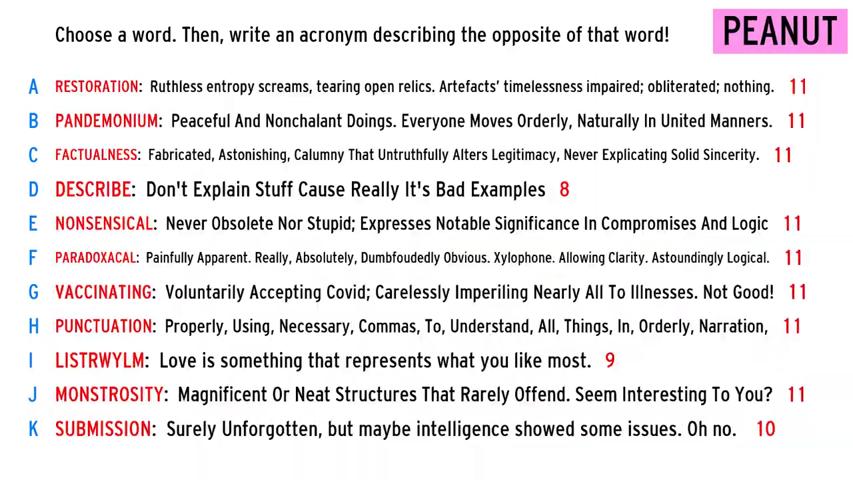 Choose a word. Then, write an acronym describing the opposite of that word! PEANUT
A RESTORATION: Ruthless entropy screams, tearing open relics. Artefacts’ timelessness impaired; obliterated; nothing. 11
B PANDEMONIUM: Peaceful And Nonchalant Doings. Everyone Moves Orderly, Naturally In United Manners. 11
C FACTUALNESS: Fabricated, Astonishing, Calumny That Untruthfully Alters Legitimacy, Never Explicating Solid Sincerity. 11
D DESCRIBE: Don't Explain Stuff Cause Really It's Bad Examples 8
E NONSENSICAL: Never Obsolete Nor Stupid; Expresses Notable Significance In Compromises And Logic 11
F PARADOXACAL: Painfully Apparent. Really, Absolutely, Dumbfoudedly Obvious. Xylophone. Allowing Clarity. Astoundingly Logical. 11
G VACCINATING: Voluntarily Accepting Covid; Carelessly Imperiling Nearly All To Illnesses. Not Good! 11
H PUNCTUATION: Properly, Using, Necessary, Commas, To, Understand, All, Things, In, Orderly, Narration, 11
I LISTRWYLM: Love is something that represents what you like most. 9
J MONSTROSITY: Magnificent Or Neat Structures That Rarely Offend. Seem Interesting To You? 11
K SUBMISSION: Surely Unforgotten, but maybe intelligence showed some issues. Oh no. 10